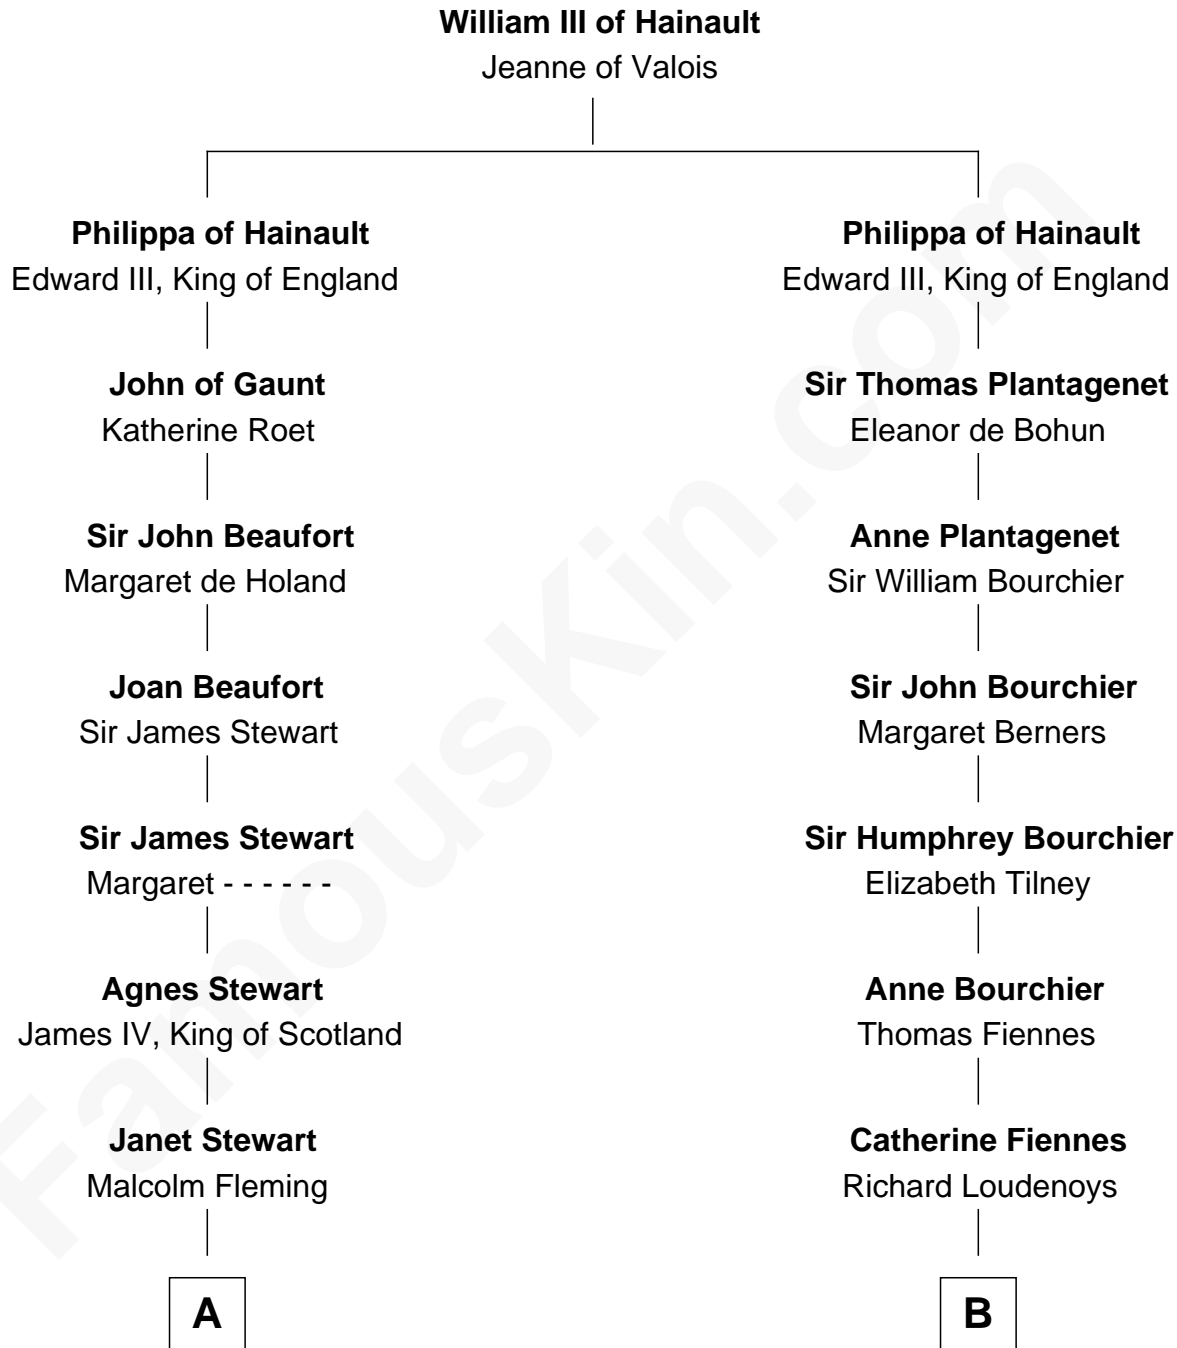 William III of Hainault
Jeanne of Valois
Philippa of Hainault
Edward III, King of England
John of Gaunt
Katherine Roet
Sir John Beaufort
Margaret de Holand
Joan Beaufort
Sir James Stewart
Sir James Stewart
Margaret - - - - - -
Agnes Stewart
James IV, King of Scotland
Janet Stewart
Malcolm Fleming
A
Philippa of Hainault
Edward III, King of England
Sir Thomas Plantagenet
Eleanor de Bohun
Anne Plantagenet
Sir William Bourchier
Sir John Bourchier
Margaret Berners
Sir Humphrey Bourchier
Elizabeth Tilney
Anne Bourchier
Thomas Fiennes
Catherine Fiennes
Richard Loudenoys
B
FamousKin.com